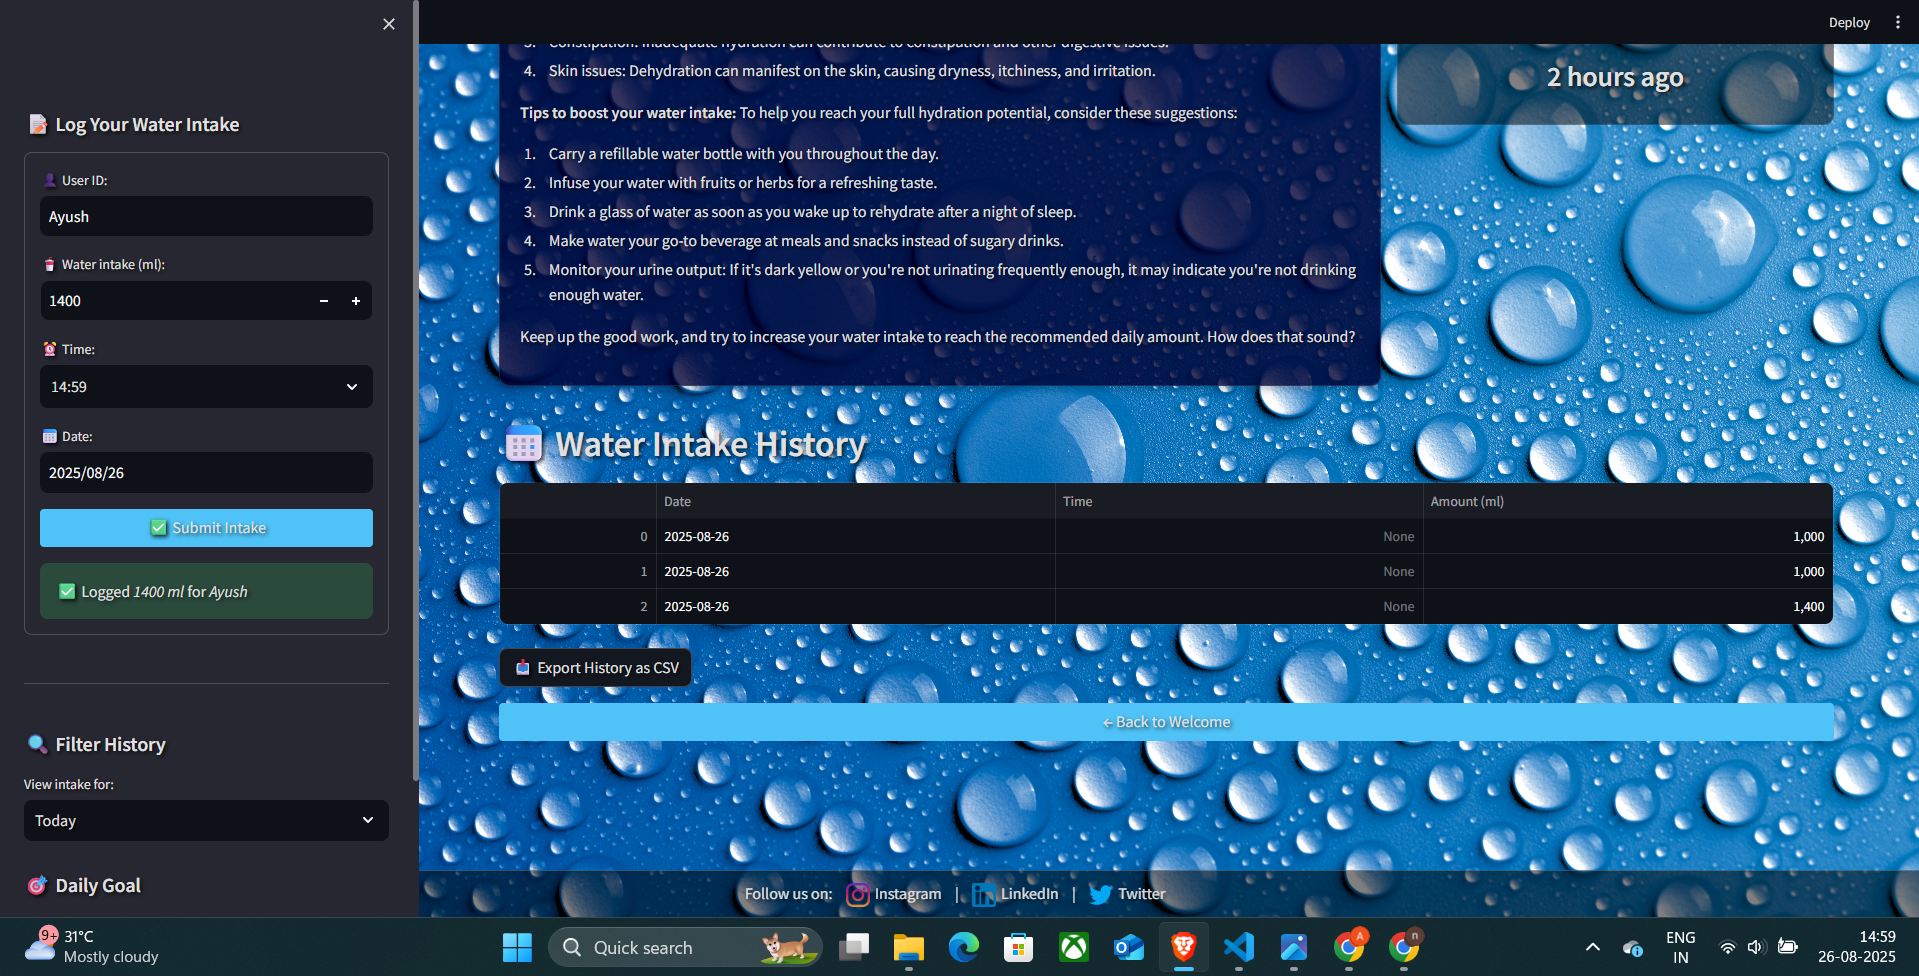 Deploy
Log Your Water Intake
User ID:
Ayush
Water intake (ml):
1400
Time:
14:59
Date:
2025/08/26
Submit Intake
Logged 1400 ml for Ayush
Filter History
View intake for:
Today
Daily Goal
3. Constipation: Inadequate hydration can contribute to constipation and other digestive issues.
4. Skin issues: Dehydration can manifest on the skin, causing dryness, itchiness, and irritation.
Tips to boost your water intake: To help you reach your full hydration potential, consider these suggestions:
1. Carry a refillable water bottle with you throughout the day.
2. Infuse your water with fruits or herbs for a refreshing taste.
3. Drink a glass of water as soon as you wake up to rehydrate after a night of sleep.
4. Make water your go-to beverage at meals and snacks instead of sugary drinks.
5. Monitor your urine output: If it's dark yellow or you're not urinating frequently enough, it may indicate you're not drinking
enough water.
Keep up the good work, and try to increase your water intake to reach the recommended daily amount. How does that sound?
2 hours ago
Water Intake History
Date Time Amount (ml)
0 2025-08-26 None 1,000
1 2025-08-26 None 1,000
2 2025-08-26 None 1,400
Export History as CSV
← Back to Welcome
Follow us on: Instagram | LinkedIn | Twitter
9+
31°C
Mostly cloudy
Quick search
A
n
ENG
IN
14:59
26-08-2025